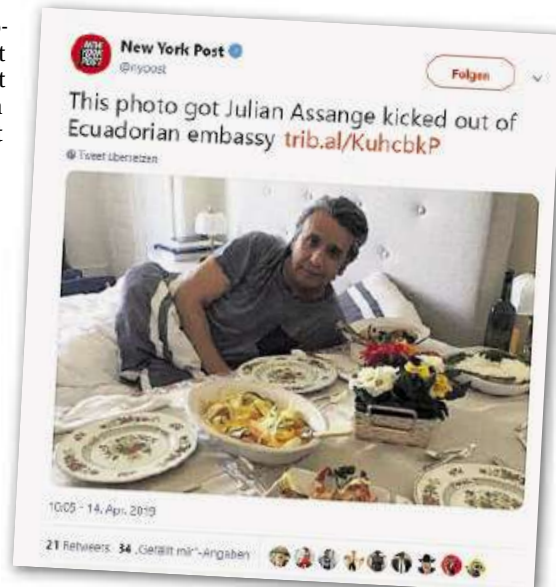 New York Post
@nypost
Folgen
This photo got Julian Assange kicked out of
Ecuadorian embassy trib.al/KuhcbkP
Tweet übersetzen
10:05 - 14. Apr. 2019
21 Retweets 34 „Gefällt mir“-Angaben